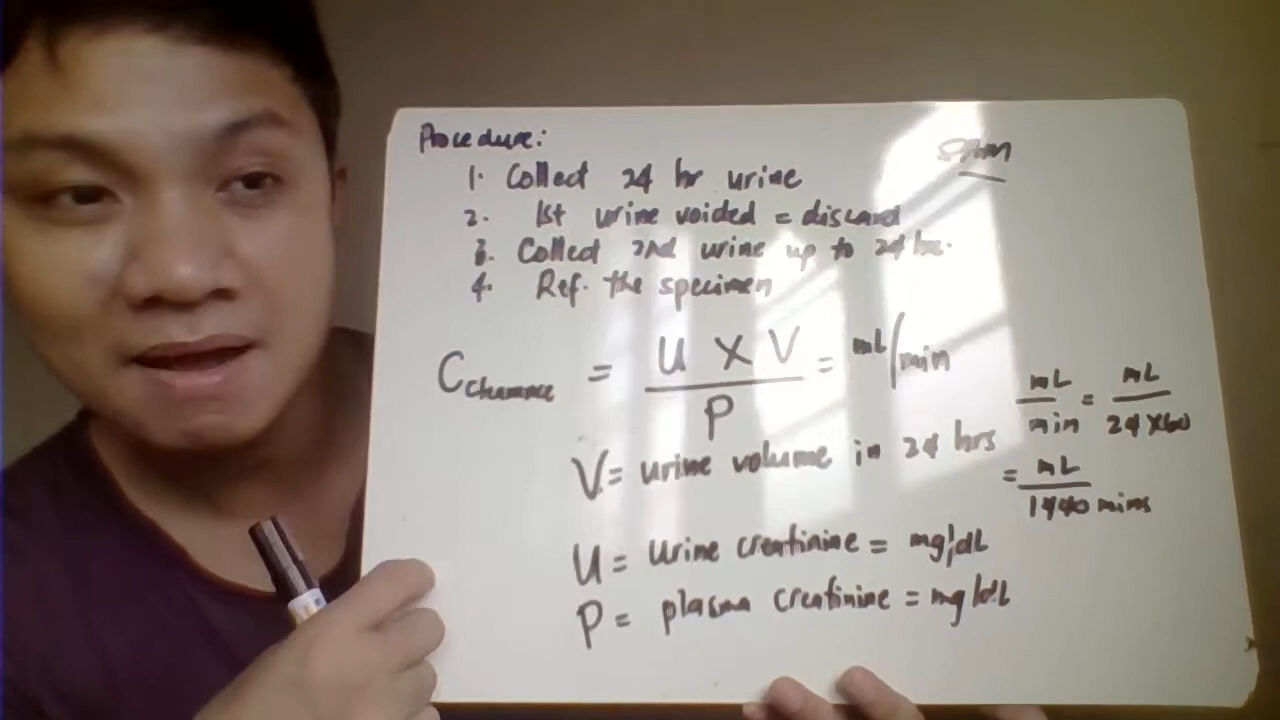 Procedure:
1. Collect 24 hr urine
2. 1st urine voided = discard
3. Collect 2nd urine up to 24 hr.
4. Ref. the specimen
C = U X V / P = mL/min
mL/min = mL/24 X 60
= mL/1440 mins
V = urine volume in 24 hrs
U = urine creatinine = mg/dL
P = plasma creatinine = mg/dL